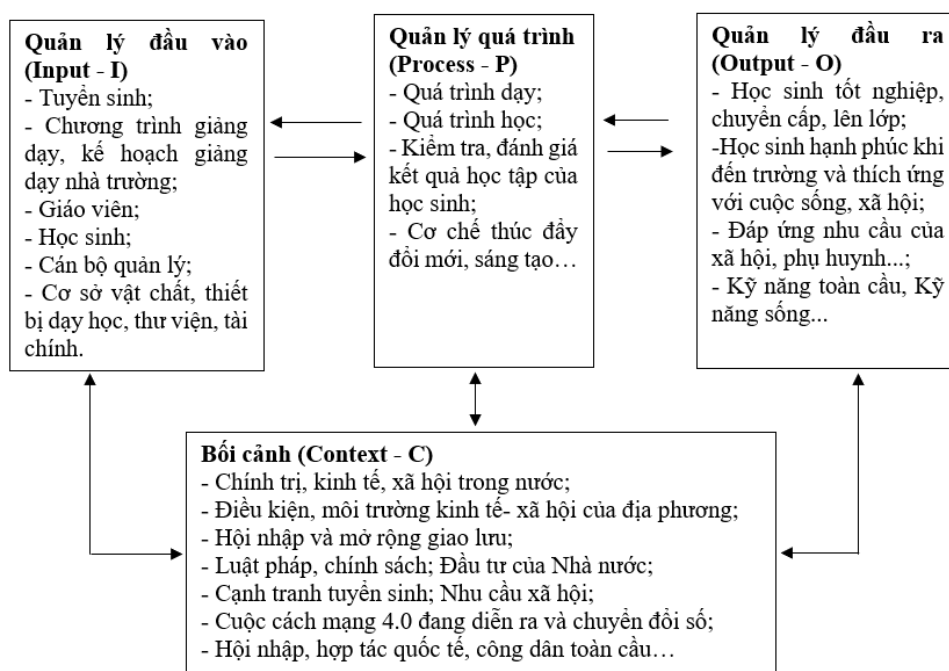 Quản lý đầu vào
(Input - I)
- Tuyển sinh;
- Chương trình giảng
dạy, kế hoạch giảng
dạy nhà trường;
- Giáo viên;
- Học sinh;
- Cán bộ quản lý;
- Cơ sở vật chất, thiết
bị dạy học, thư viện, tài
chính.
Quản lý quá trình
(Process - P)
- Quá trình dạy;
- Quá trình học;
- Kiểm tra, đánh giá
kết quả học tập của
học sinh;
- Cơ chế thúc đẩy
đổi mới, sáng tạo…
Quản lý đầu ra
(Output - O)
- Học sinh tốt nghiệp,
chuyển cấp, lên lớp;
-Học sinh hạnh phúc khi
đến trường và thích ứng
với cuộc sống, xã hội;
- Đáp ứng nhu cầu của
xã hội, phụ huynh...;
- Kỹ năng toàn cầu, Kỹ
năng sống...
Bối cảnh (Context - C)
- Chính trị, kinh tế, xã hội trong nước;
- Điều kiện, môi trường kinh tế- xã hội của địa phương;
- Hội nhập và mở rộng giao lưu;
- Luật pháp, chính sách; Đầu tư của Nhà nước;
- Cạnh tranh tuyển sinh; Nhu cầu xã hội;
- Cuộc cách mạng 4.0 đang diễn ra và chuyển đổi số;
- Hội nhập, hợp tác quốc tế, công dân toàn cầu…